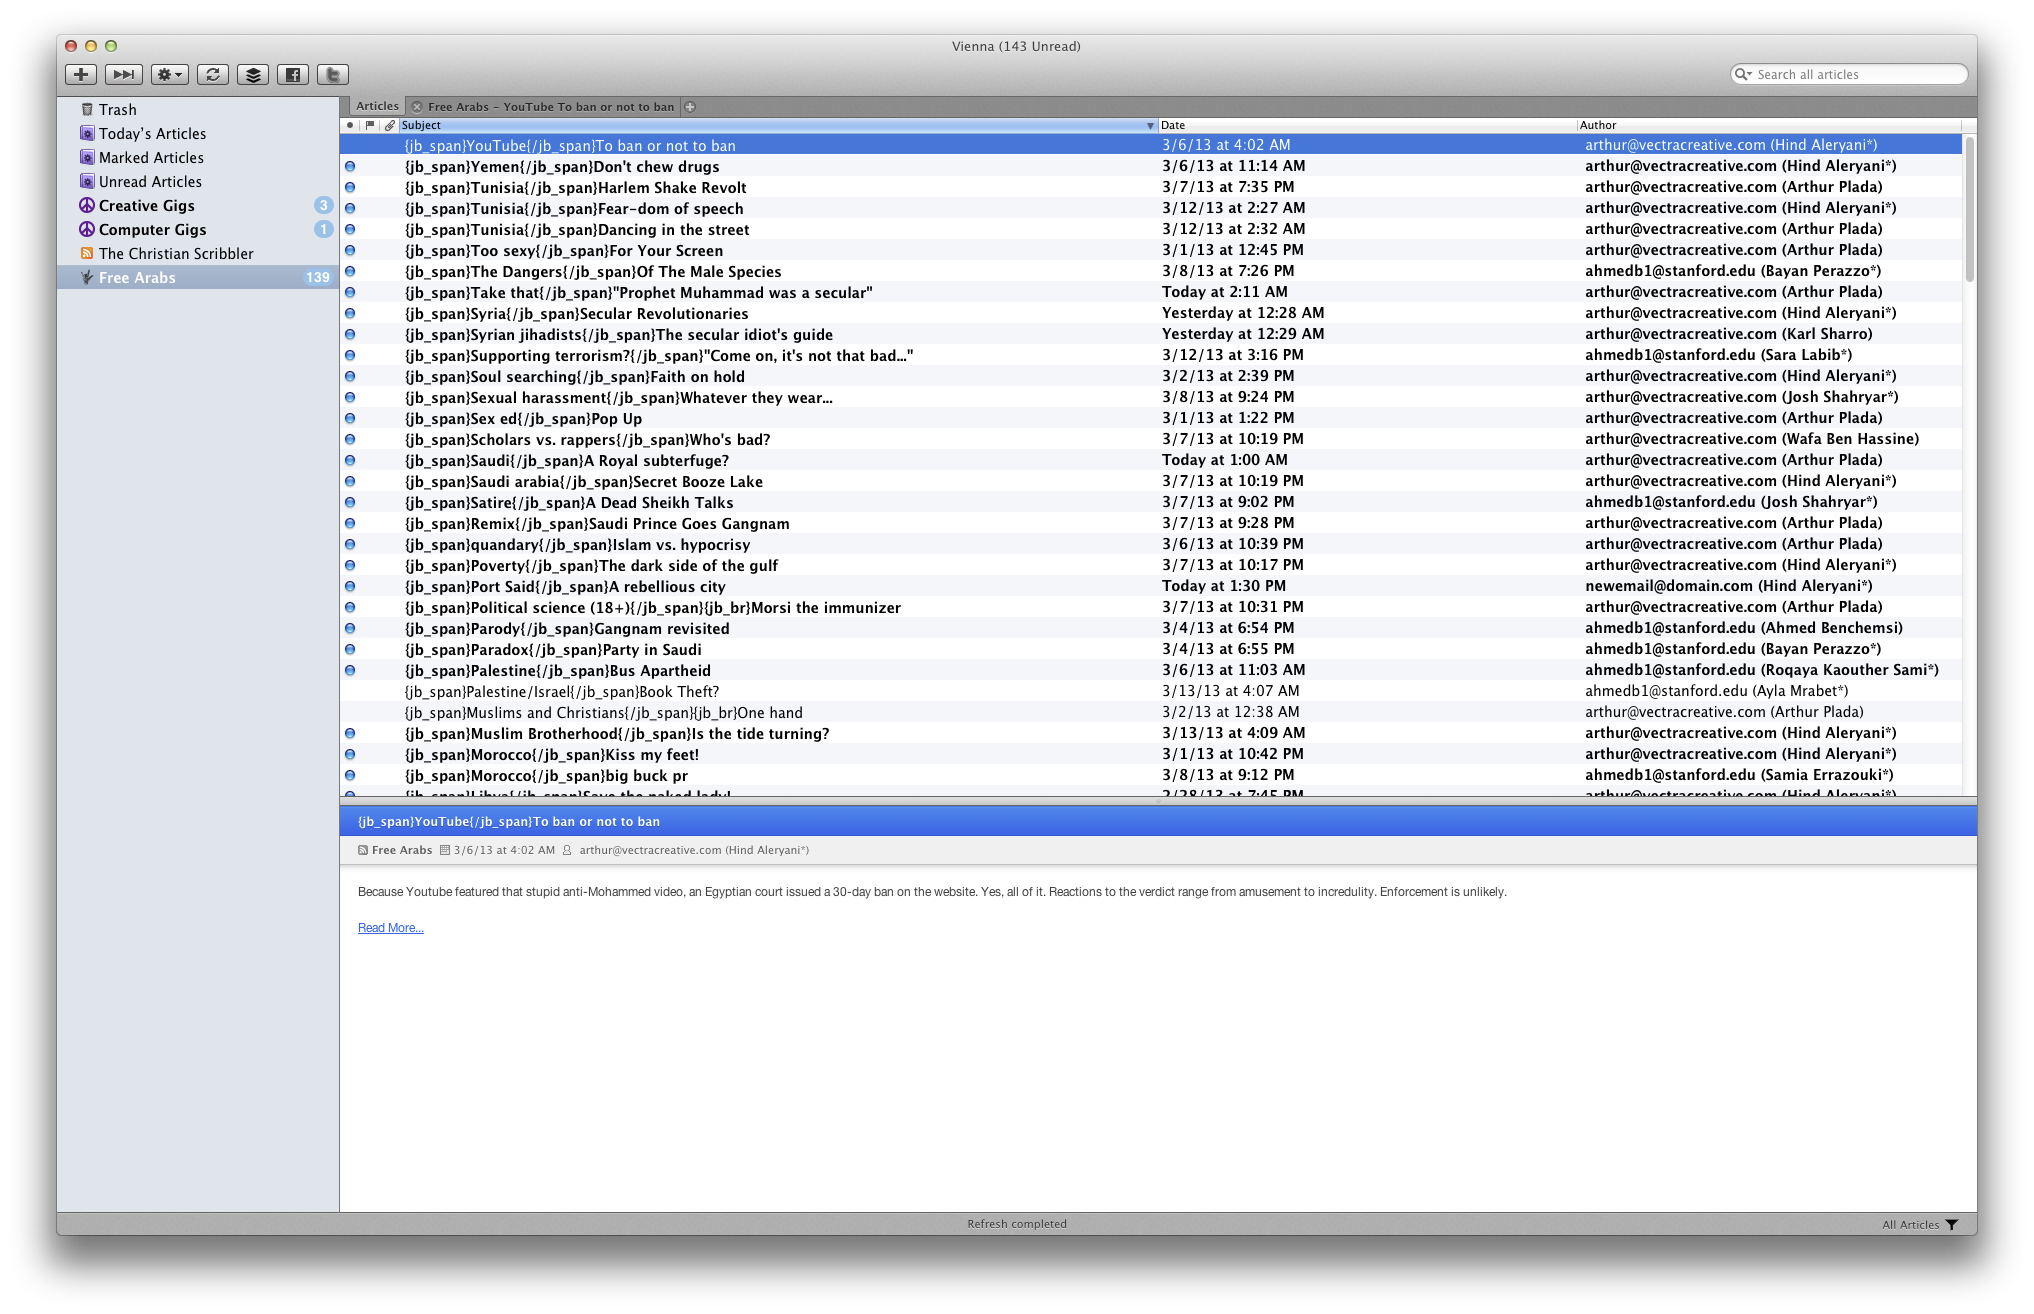 Vienna (143 Unread)
Search all articles
Trash
Today's Articles
Marked Articles
Unread Articles
Creative Gigs 3
Computer Gigs 1
The Christian Scribbler
Free Arabs 139
Articles Free Arabs - YouTube To ban or not to ban
Subject Date Author
{jb_span}YouTube{/jb_span}To ban or not to ban 3/6/13 at 4:02 AM arthur@vectracreative.com (Hind Aleryani*)
{jb_span}Yemen{/jb_span}Don't chew drugs 3/6/13 at 11:14 AM arthur@vectracreative.com (Hind Aleryani*)
{jb_span}Tunisia{/jb_span}Harlem Shake Revolt 3/7/13 at 7:35 PM arthur@vectracreative.com (Arthur Plada)
{jb_span}Tunisia{/jb_span}Fear-dom of speech 3/12/13 at 2:27 AM arthur@vectracreative.com (Hind Aleryani*)
{jb_span}Tunisia{/jb_span}Dancing in the street 3/12/13 at 2:32 AM arthur@vectracreative.com (Arthur Plada)
{jb_span}Too sexy{/jb_span}For Your Screen 3/1/13 at 12:45 PM arthur@vectracreative.com (Arthur Plada)
{jb_span}The Dangers{/jb_span}Of The Male Species 3/8/13 at 7:26 PM ahmedb1@stanford.edu (Bayan Perazzo*)
{jb_span}Take that{/jb_span}"Prophet Muhammad was a secular" Today at 2:11 AM arthur@vectracreative.com (Arthur Plada)
{jb_span}Syria{/jb_span}Secular Revolutionaries Yesterday at 12:28 AM arthur@vectracreative.com (Hind Aleryani*)
{jb_span}Syrian jihadists{/jb_span}The secular idiot's guide Yesterday at 12:29 AM arthur@vectracreative.com (Karl Sharro)
{jb_span}Supporting terrorism?{/jb_span}"Come on, it's not that bad..." 3/12/13 at 3:16 PM ahmedb1@stanford.edu (Sara Labib*)
{jb_span}Soul searching{/jb_span}Faith on hold 3/2/13 at 2:39 PM arthur@vectracreative.com (Hind Aleryani*)
{jb_span}Sexual harassment{/jb_span}Whatever they wear... 3/8/13 at 9:24 PM arthur@vectracreative.com (Josh Shahryar*)
{jb_span}Sex ed{/jb_span}Pop Up 3/1/13 at 1:22 PM arthur@vectracreative.com (Arthur Plada)
{jb_span}Scholars vs. rappers{/jb_span}Who's bad? 3/7/13 at 10:19 PM arthur@vectracreative.com (Wafa Ben Hassine)
{jb_span}Saudi{/jb_span}A Royal subterfuge? Today at 1:00 AM arthur@vectracreative.com (Arthur Plada)
{jb_span}Saudi arabia{/jb_span}Secret Booze Lake 3/7/13 at 10:19 PM arthur@vectracreative.com (Hind Aleryani*)
{jb_span}Satire{/jb_span}A Dead Sheikh Talks 3/7/13 at 9:02 PM ahmedb1@stanford.edu (Josh Shahryar*)
{jb_span}Remix{/jb_span}Saudi Prince Goes Gangnam 3/7/13 at 9:28 PM arthur@vectracreative.com (Arthur Plada)
{jb_span}quandary{/jb_span}Islam vs. hypocrisy 3/6/13 at 10:39 PM arthur@vectracreative.com (Arthur Plada)
{jb_span}Poverty{/jb_span}The dark side of the gulf 3/7/13 at 10:17 PM arthur@vectracreative.com (Hind Aleryani*)
{jb_span}Port Said{/jb_span}A rebellious city Today at 1:30 PM newemail@domain.com (Hind Aleryani*)
{jb_span}Political science (18+){/jb_span}{jb_br}Morsi the immunizer 3/7/13 at 10:31 PM arthur@vectracreative.com (Arthur Plada)
{jb_span}Parody{/jb_span}Gangnam revisited 3/4/13 at 6:54 PM ahmedb1@stanford.edu (Ahmed Benchemsi)
{jb_span}Paradox{/jb_span}Party in Saudi 3/4/13 at 6:55 PM ahmedb1@stanford.edu (Bayan Perazzo*)
{jb_span}Palestine{/jb_span}Bus Apartheid 3/6/13 at 11:03 AM ahmedb1@stanford.edu (Roqaya Kaouther Sami*)
{jb_span}Palestine/Israel{/jb_span}Book Theft? 3/13/13 at 4:07 AM ahmedb1@stanford.edu (Ayla Mrabet*)
{jb_span}Muslims and Christians{/jb_span}{jb_br}One hand 3/2/13 at 12:38 AM arthur@vectracreative.com (Arthur Plada)
{jb_span}Muslim Brotherhood{/jb_span}Is the tide turning? 3/13/13 at 4:09 AM arthur@vectracreative.com (Hind Aleryani*)
{jb_span}Morocco{/jb_span}Kiss my feet! 3/1/13 at 10:42 PM arthur@vectracreative.com (Hind Aleryani*)
{jb_span}Morocco{/jb_span}big buck pr 3/8/13 at 9:12 PM ahmedb1@stanford.edu (Samia Errazouki*)
{jb_span}Libya{/jb_span}Save the naked lady! 2/28/13 at 7:45 PM arthur@vectracreative.com (Hind Aleryani*)
{jb_span}YouTube{/jb_span}To ban or not to ban
Free Arabs 3/6/13 at 4:02 AM arthur@vectracreative.com (Hind Aleryani*)
Because Youtube featured that stupid anti-Mohammed video, an Egyptian court issued a 30-day ban on the website. Yes, all of it. Reactions to the verdict range from amusement to incredulity. Enforcement is unlikely.
Read More...
Refresh completed
All Articles